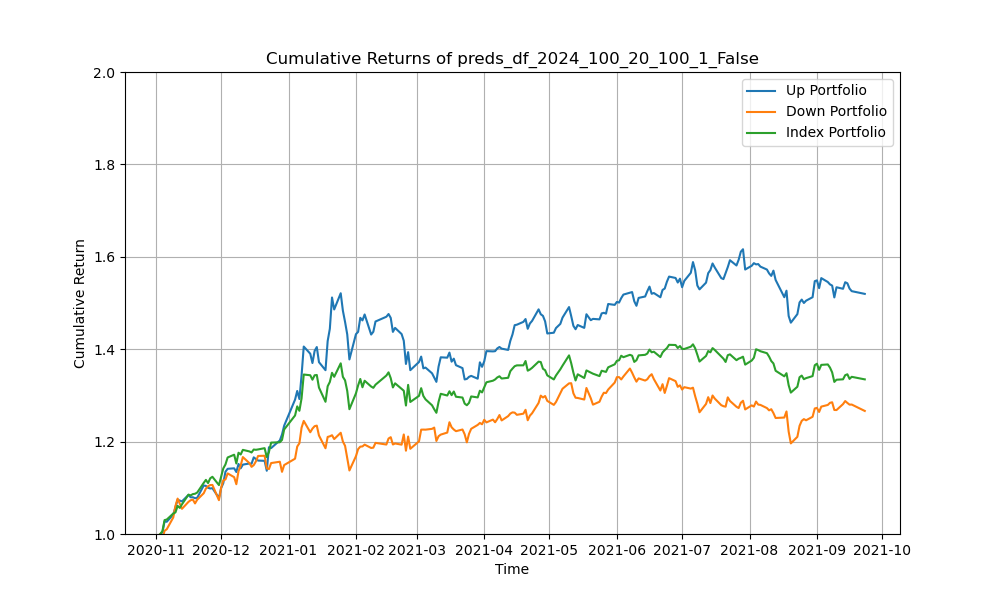 Cumulative Returns of preds_df_2024_100_20_100_1_False
2.0
1.8
1.6
1.4
1.2
1.0
Cumulative Return
Up Portfolio
Down Portfolio
Index Portfolio
2020-11 2020-12 2021-01 2021-02 2021-03 2021-04 2021-05 2021-06 2021-07 2021-08 2021-09 2021-10
Time